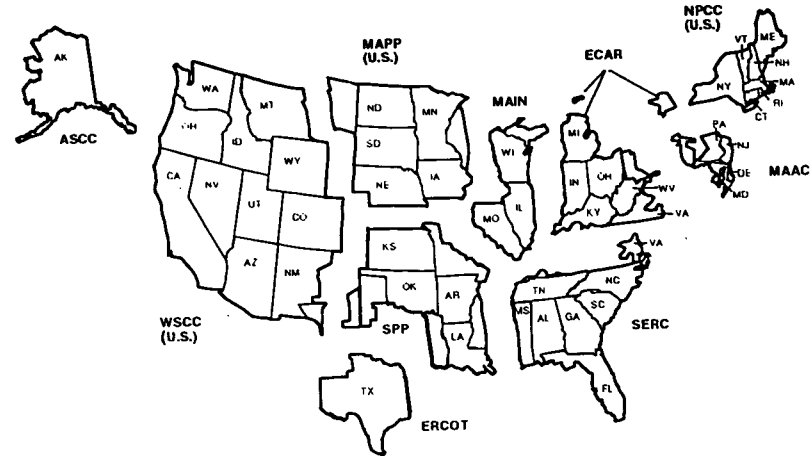 NPCC
(U.S.)
VT
ME
NH
MA
RI
CT
NY
MAPP
(U.S.)
ECAR
AK
ASCC
WA
MT
ND
MN
MAIN
MI
WI
PA
NJ
DE
MD
MAAC
OH
ID
WY
SD
IA
NE
CA
NV
UT
CO
MO
IL
IN
OH
KY
WV
VA
VA
KS
OK
AR
LA
AZ
NM
TN
NC
SC
MS
AL
GA
FL
SERC
WSCC
(U.S.)
SPP
TX
ERCOT